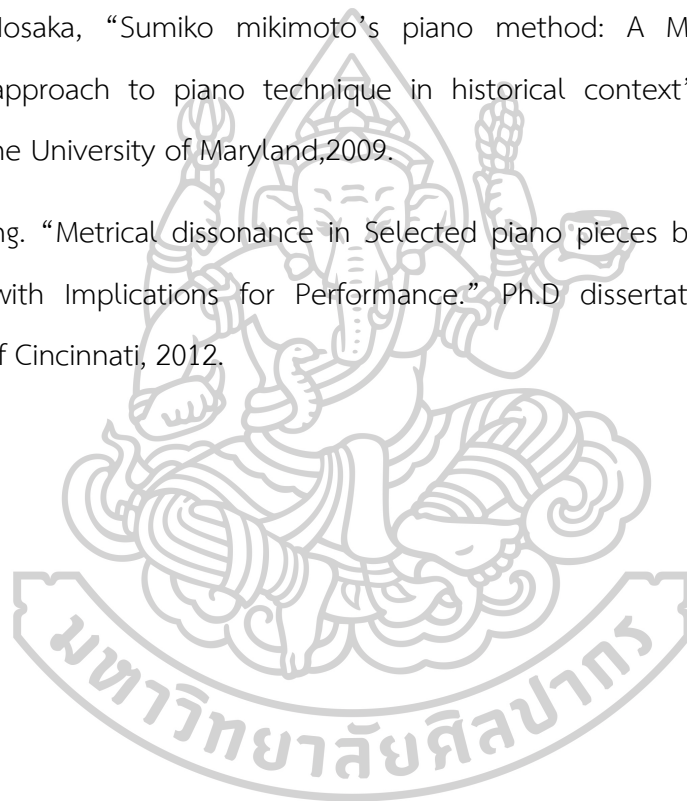 Hosaka, “Sumiko mikimoto’s piano method: A M
approach to piano technique in historical context”
he University of Maryland,2009.
ng. “Metrical dissonance in Selected piano pieces b
with Implications for Performance.” Ph.D dissertat
f Cincinnati, 2012.
มหาวิทยาลัยศิลปากร